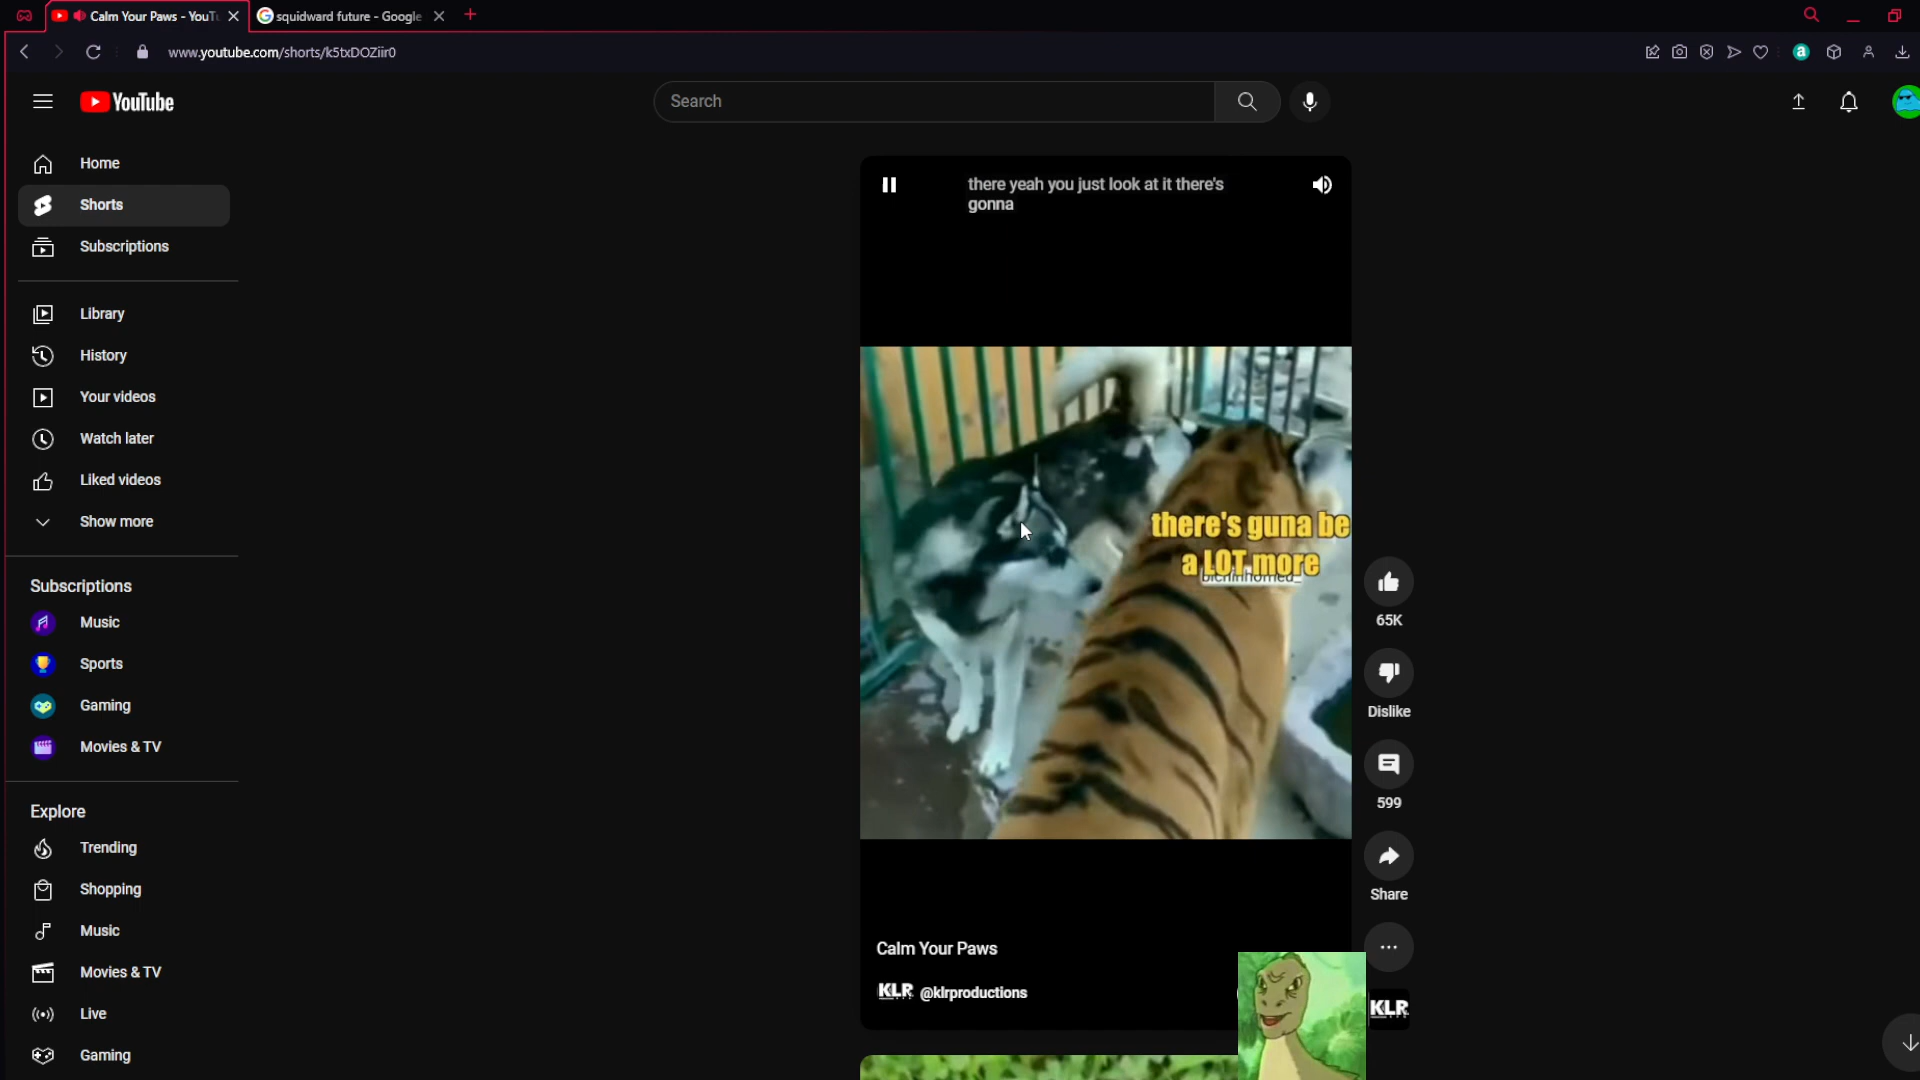 Calm Your Paws - YouTu
squidward future - Google
www.youtube.com/shorts/k5txDOZiir0
YouTube
Search
Home
Shorts
Subscriptions
Library
History
Your videos
Watch later
Liked videos
Show more
Subscriptions
Music
Sports
Gaming
Movies & TV
Explore
Trending
Shopping
Music
Movies & TV
Live
Gaming
there yeah you just look at it there's
gonna
there's guna be
a LOT more
65K
Dislike
599
Share
Calm Your Paws
KLR @klrproductions
KLR